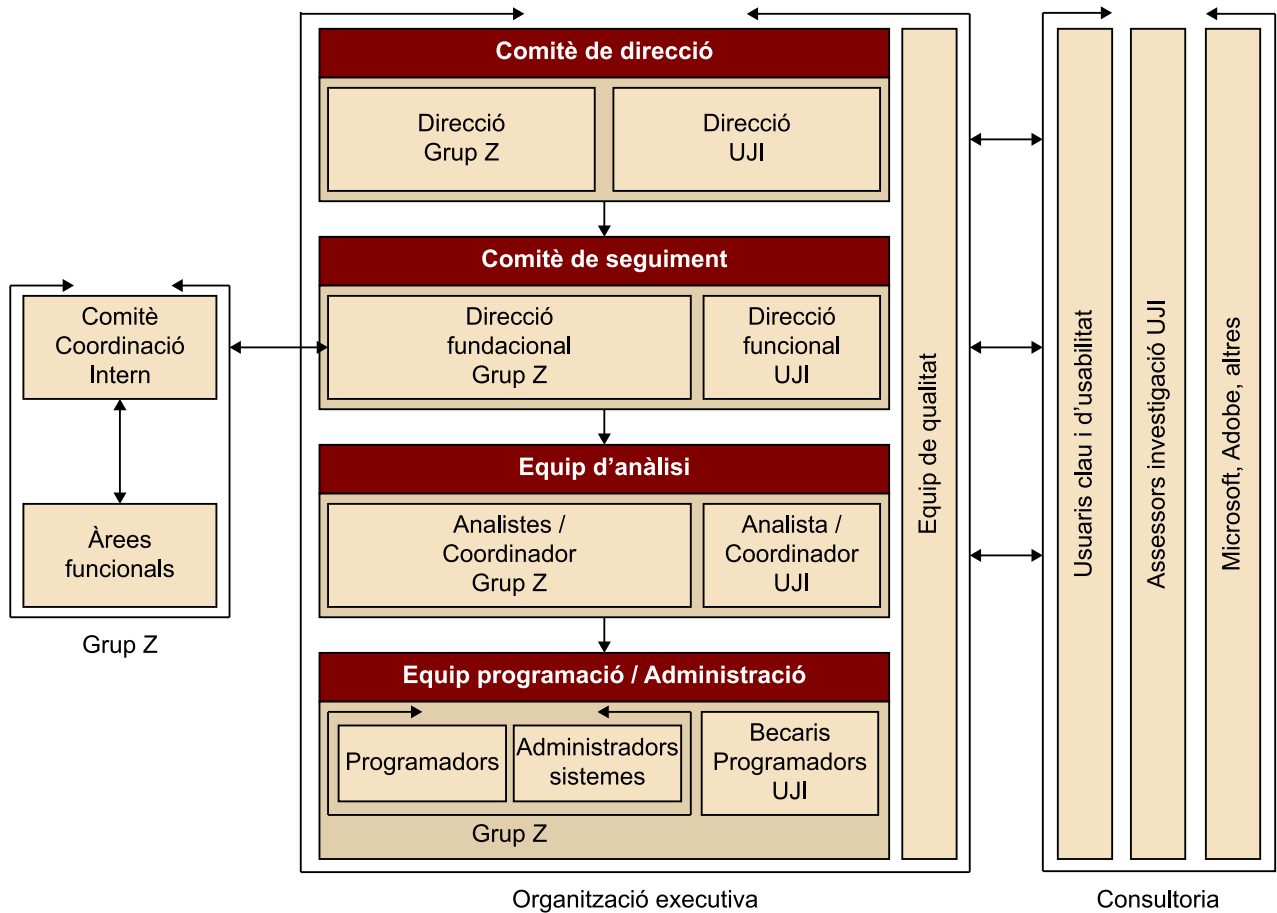 Comitè de direcció
Direcció
Grup Z
Direcció
UJI
Comitè de seguiment
Direcció
fundacional
Grup Z
Direcció
funcional
UJI
Equip d’anàlisi
Analistes /
Coordinador
Grup Z
Analista /
Coordinador
UJI
Equip programació / Administració
Programadors
Administradors
sistemes
Grup Z
Becaris
Programadors
UJI
Equip de qualitat
Organització executiva
Comitè
Coordinació
Intern
Àrees
funcionals
Grup Z
Usuaris clau i d’usabilitat
Assessors investigació UJI
Microsoft, Adobe, altres
Consultoria